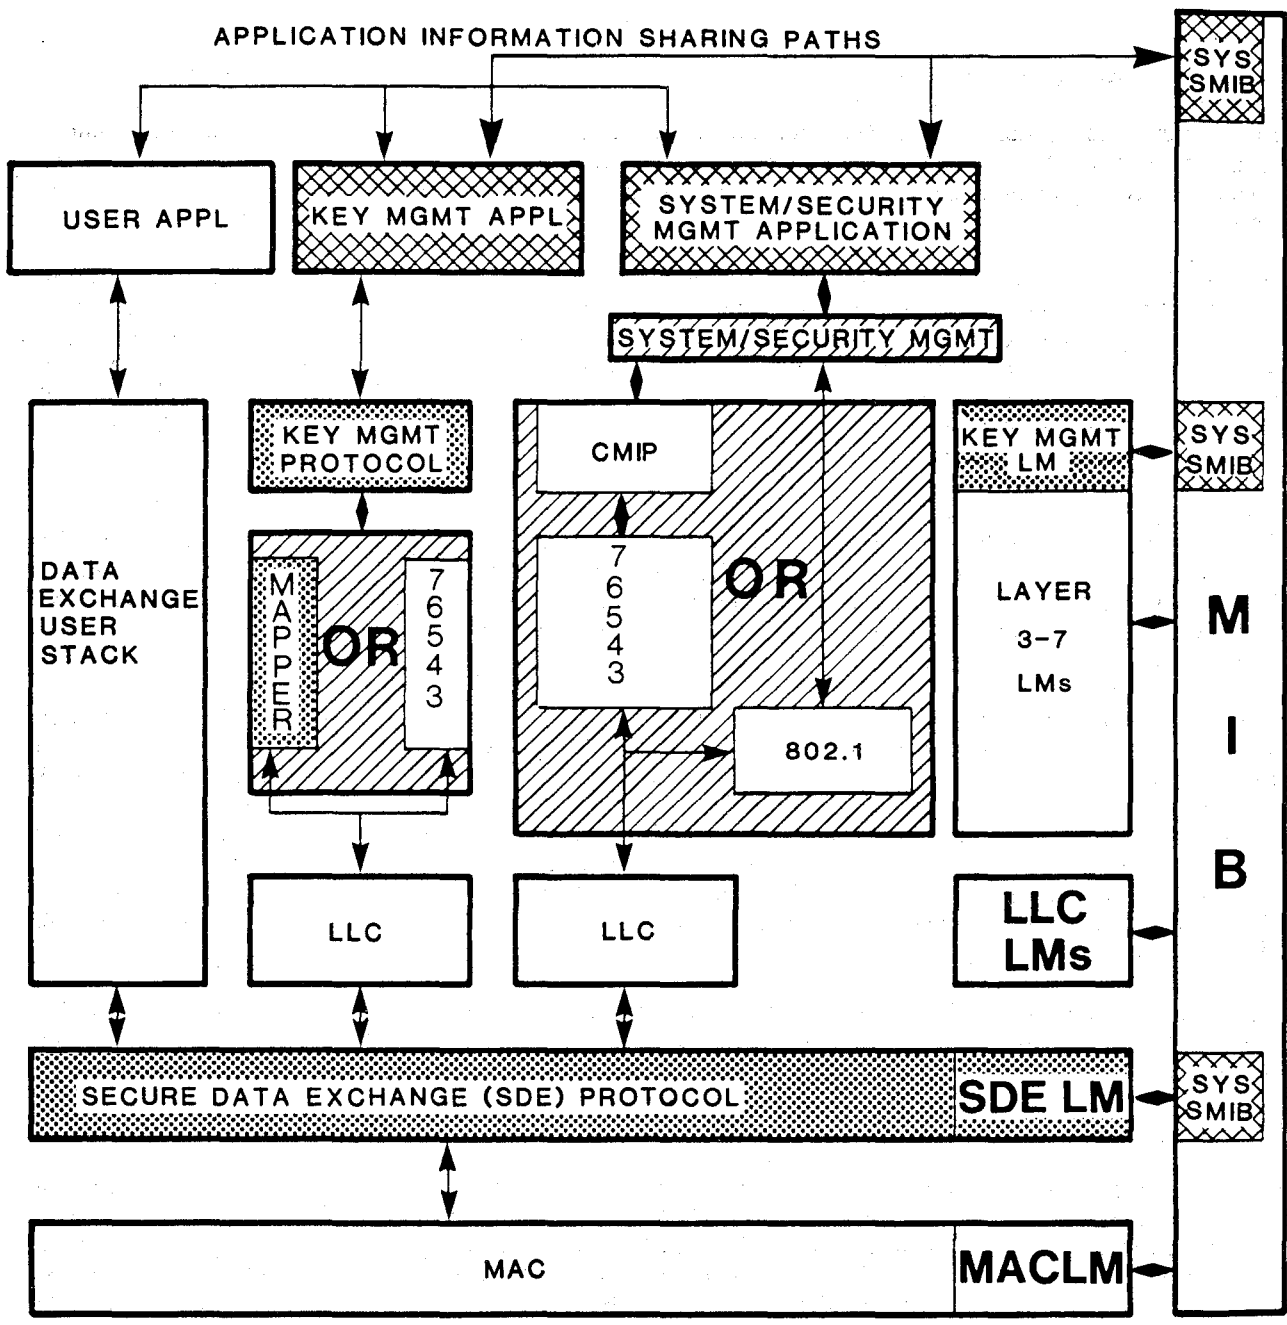 APPLICATION INFORMATION SHARING PATHS
SYS
SMIB
USER APPL
KEY MGMT APPL
SYSTEM/SECURITY
MGMT APPLICATION
SYSTEM/SECURITY MGMT
KEY MGMT
PROTOCOL
CMIP
KEY MGMT
LM
SYS
SMIB
DATA
EXCHANGE
USER
STACK
M
A
P
P
E
R
OR
7
6
5
4
3
7
6
5
4
3
OR
802.1
LAYER
3-7
LMs
M
I
B
LLC
LLC
LLC
LMs
SECURE DATA EXCHANGE (SDE) PROTOCOL
SDE LM
SYS
SMIB
MAC
MACLM